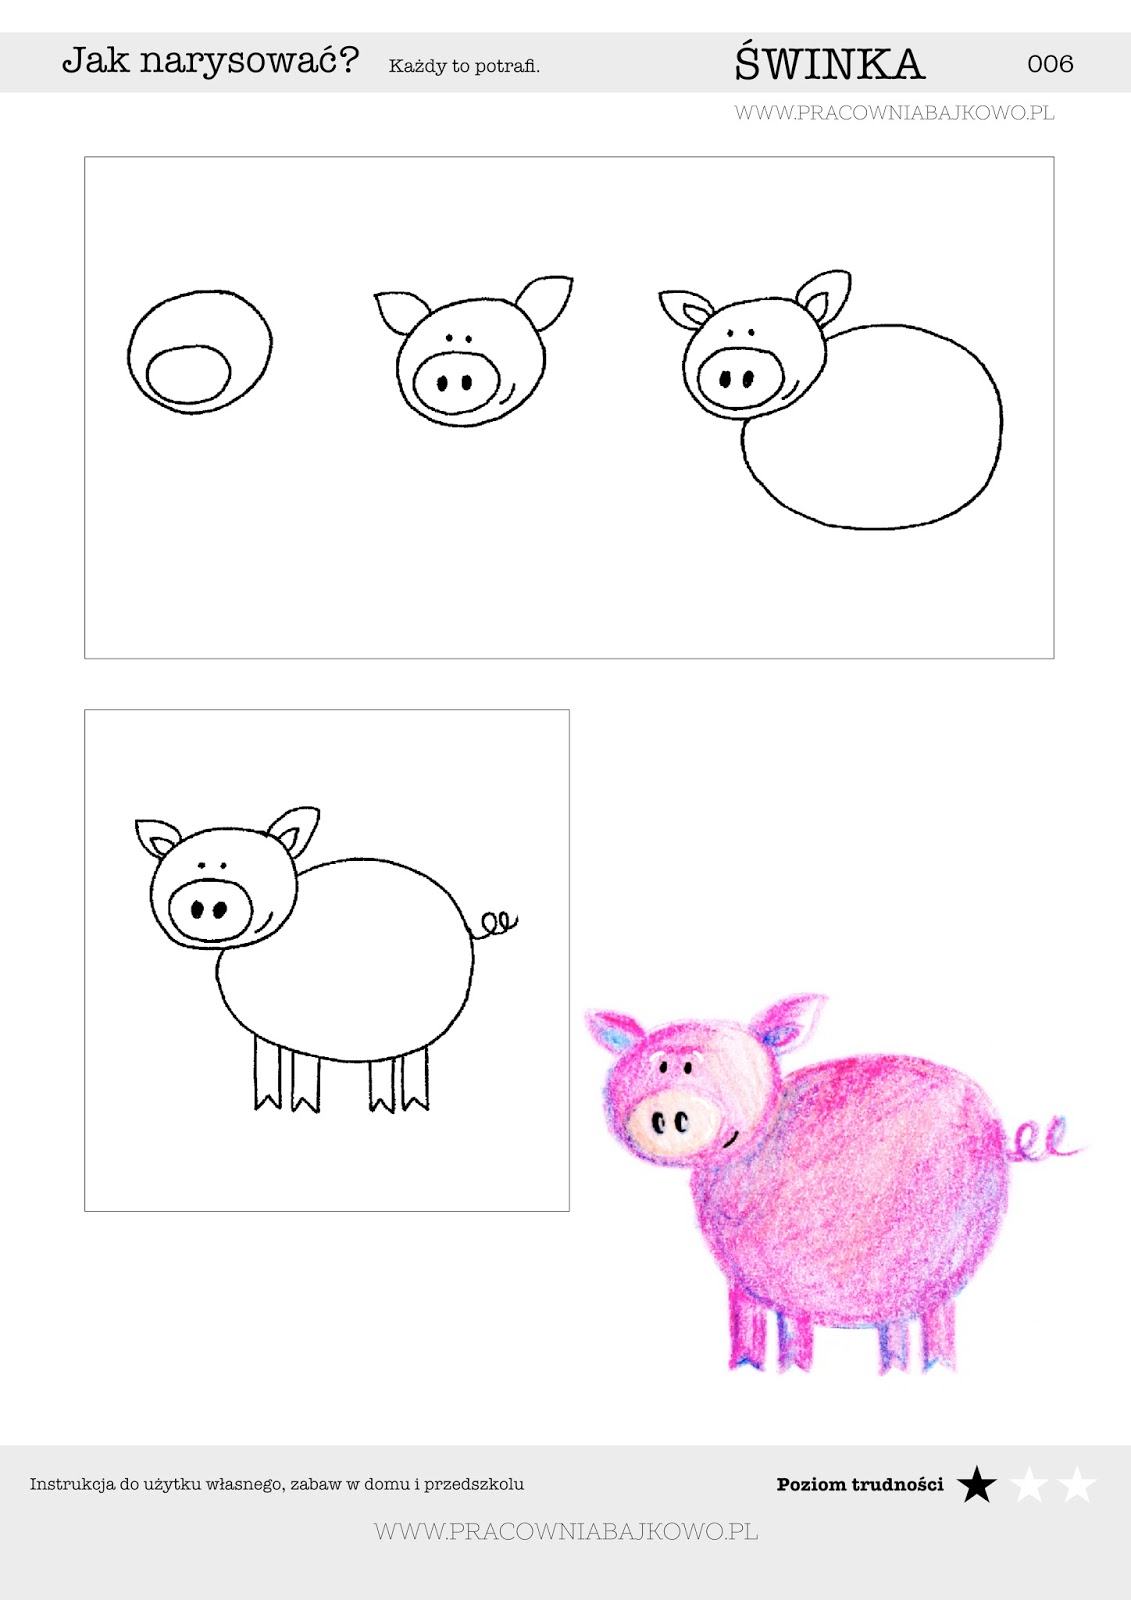 Jak narysować? Każdy to potrafi. ŚWINKA 006
WWW.PRACOWNIABAJKOWO.PL
Instrukcja do użytku własnego, zabaw w domu i przedszkolu Poziom trudności
WWW.PRACOWNIABAJKOWO.PL